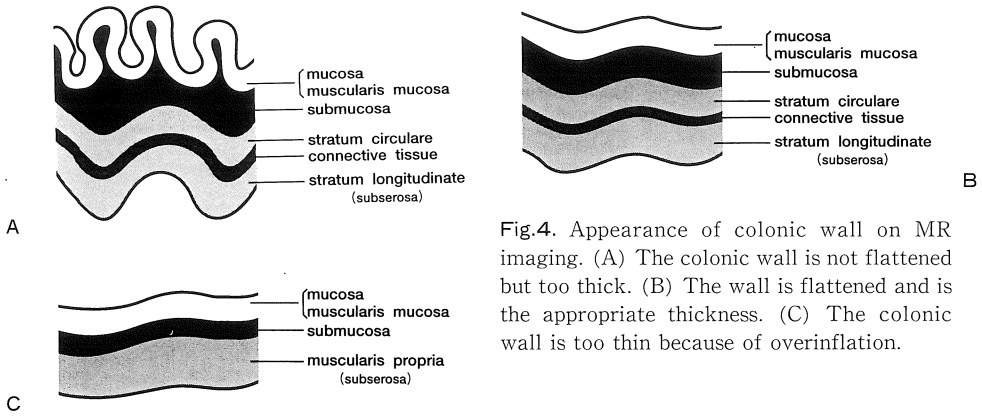 mucosa
muscularis mucosa
submucosa
stratum circulare
connective tissue
stratum longitudinate
(subserosa)
A
mucosa
muscularis mucosa
submucosa
stratum circulare
connective tissue
stratum longitudinate
(subserosa)
B
mucosa
muscularis mucosa
submucosa
muscularis propria
(subserosa)
C
Fig.4. Appearance of colonic wall on MR
imaging. (A) The colonic wall is not flattened
but too thick. (B) The wall is flattened and is
the appropriate thickness. (C) The colonic
wall is too thin because of overinflation.